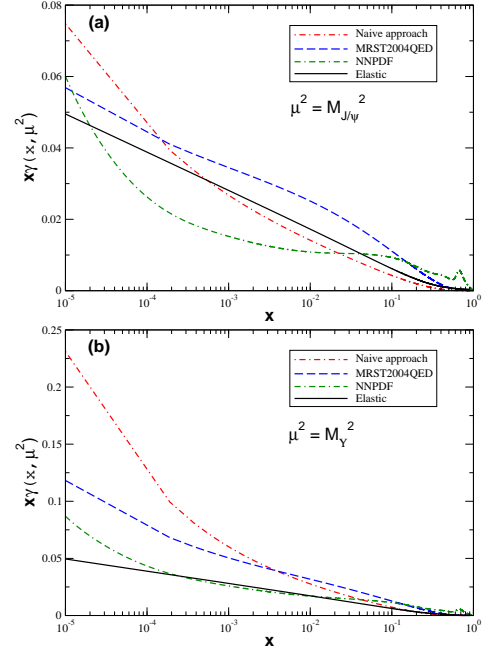 (a)
Naive approach
MRST2004QED
NNPDF
Elastic
μ² = M_{J/ψ}²
xγ(x, μ²)
0.08
0.06
0.04
0.02
0
10⁻⁵ 10⁻⁴ 10⁻³ 10⁻² 10⁻¹ 10⁰
x
(b)
Naive approach
MRST2004QED
NNPDF
Elastic
μ² = M_Υ²
xγ(x, μ²)
0.25
0.2
0.15
0.1
0.05
0
10⁻⁵ 10⁻⁴ 10⁻³ 10⁻² 10⁻¹ 10⁰
x